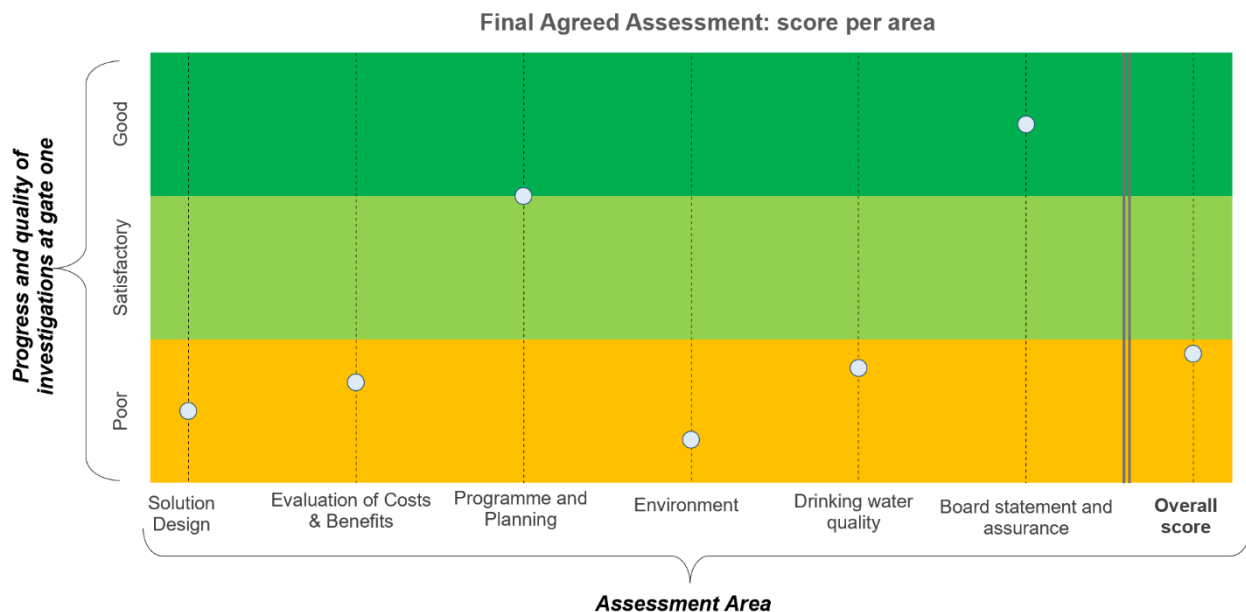 Final Agreed Assessment: score per area
Progress and quality of
investigations at gate one
Good
Satisfactory
Poor
Solution
Design
Evaluation of Costs
& Benefits
Programme and
Planning
Environment
Drinking water
quality
Board statement and
assurance
Overall
score
Assessment Area